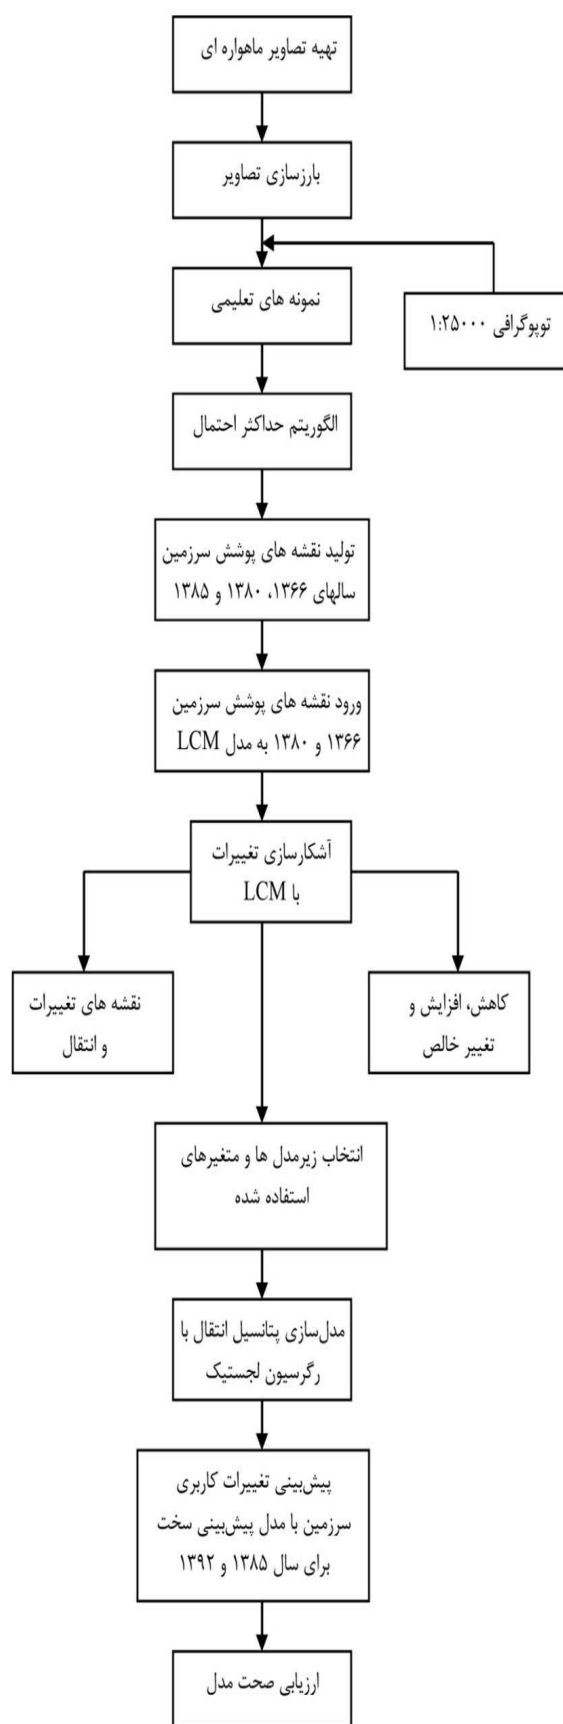 تهیه تصاویر ماهواره ای
بارزسازی تصاویر
نمونه های تعلیمی
توپوگرافی ۱:۲۵۰۰۰
الگوریتم حداکثر احتمال
تولید نقشه های پوشش سرزمین
سالهای ۱۳۶۶، ۱۳۸۰ و ۱۳۸۵
ورود نقشه های پوشش سرزمین
۱۳۶۶ و ۱۳۸۰ به مدل LCM
آشکارسازی تغییرات
با LCM
کاهش، افزایش و
تغییر خالص
نقشه های تغییرات
و انتقال
انتخاب زیرمدل ها و متغیرهای
استفاده شده
مدل‌سازی پتانسیل انتقال با
رگرسیون لجستیک
پیش‌بینی تغییرات کاربری
سرزمین با مدل پیش‌بینی سخت
برای سال ۱۳۸۵ و ۱۳۹۲
ارزیابی صحت مدل